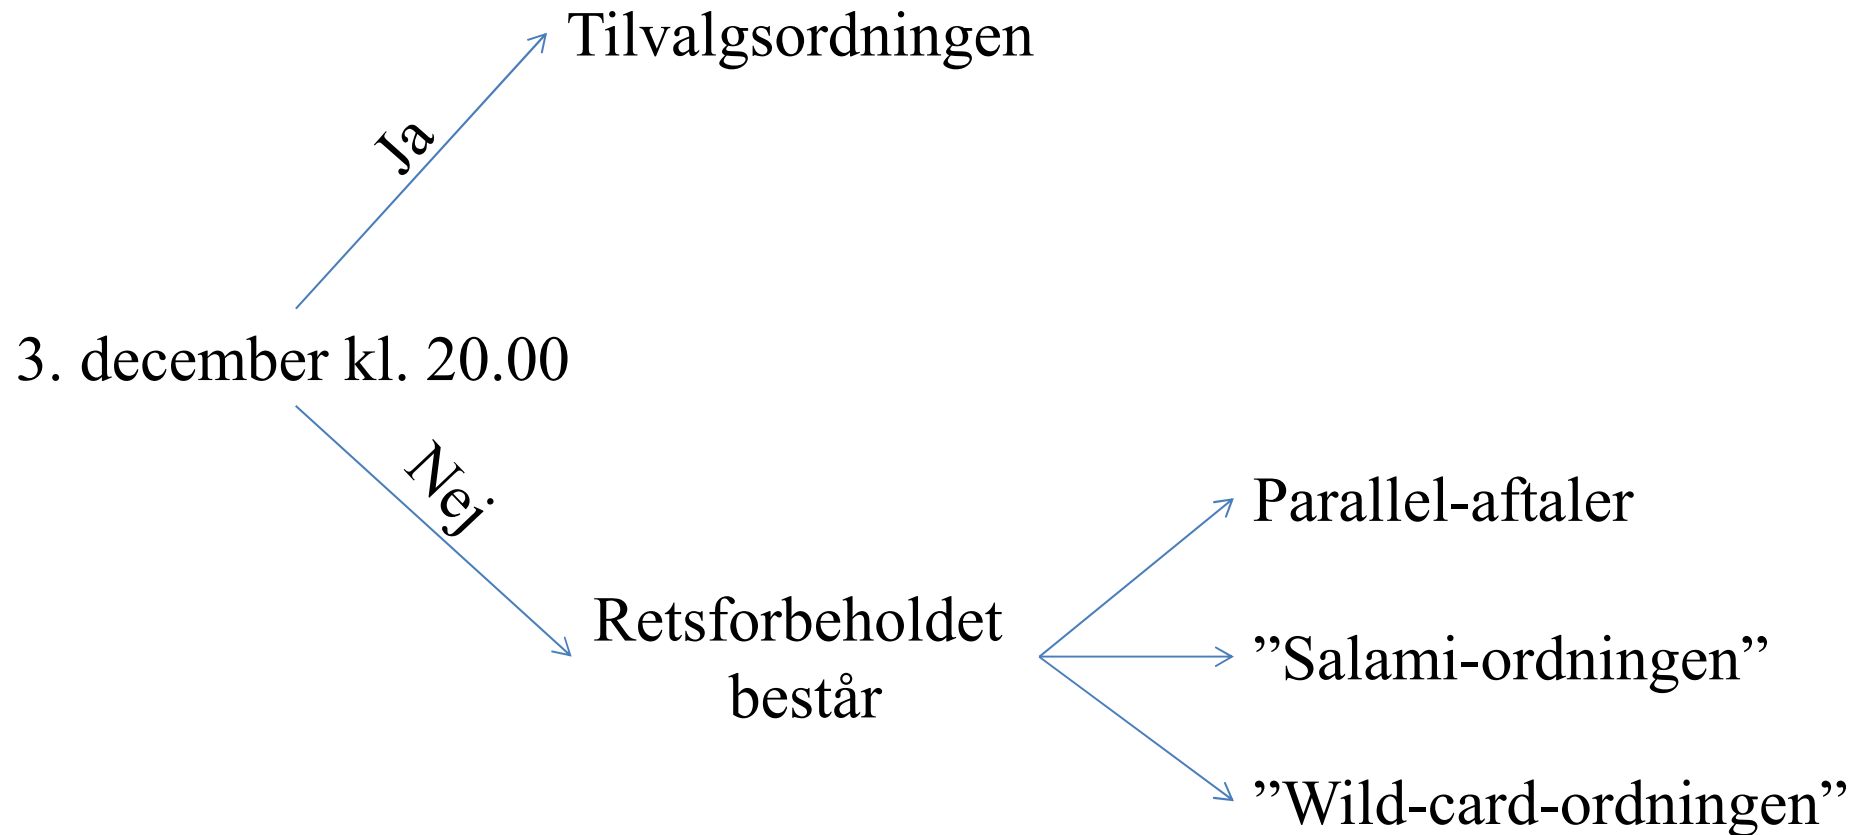 Tilvalgsordningen
Ja
3. december kl. 20.00
Nej
Parallel-aftaler
Retsforbeholdet
består
”Salami-ordningen”
”Wild-card-ordningen”